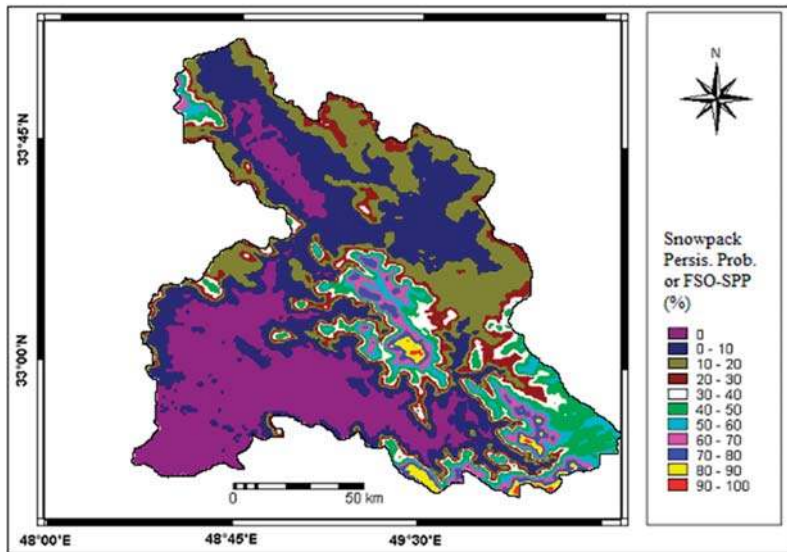 N
33°45'N
33°00'N
Snowpack
Persis. Prob.
or FSO-SPP
(%)
0
0 - 10
10 - 20
20 - 30
30 - 40
40 - 50
50 - 60
60 - 70
70 - 80
80 - 90
90 - 100
0 50 km
48°00'E 48°45'E 49°30'E